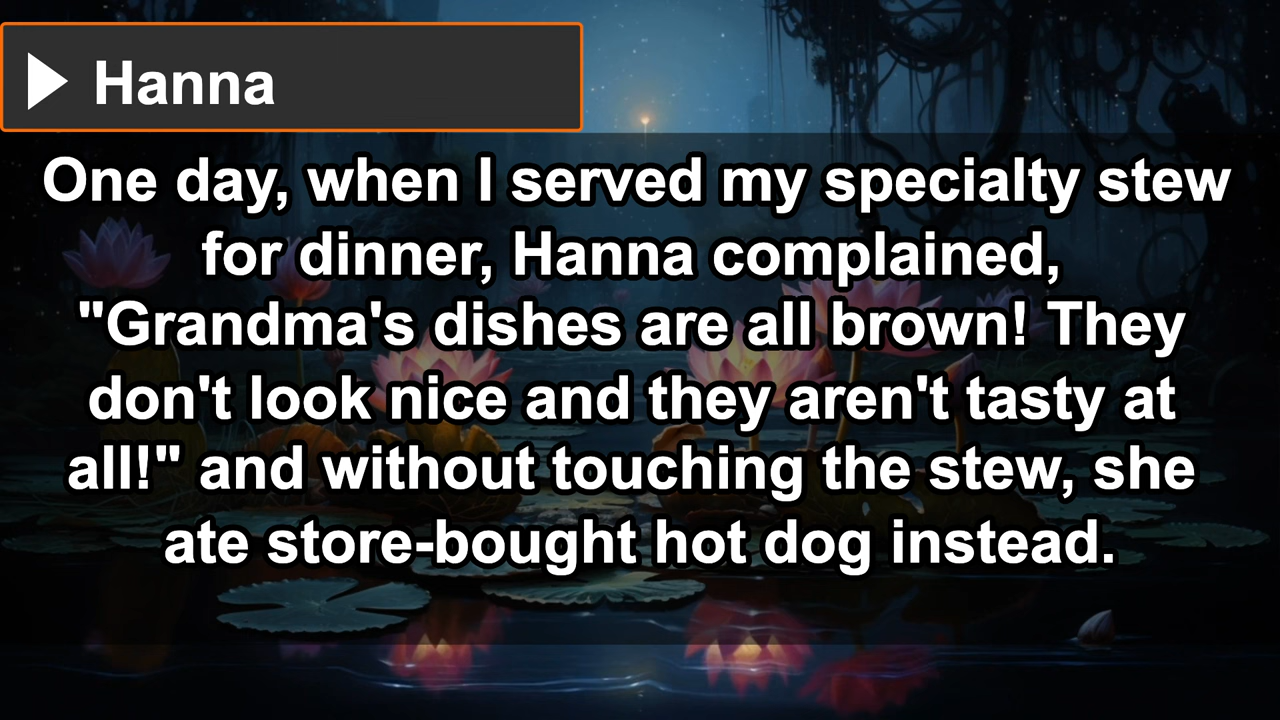 Hanna
One day, when I served my specialty stew
for dinner, Hanna complained,
"Grandma's dishes are all brown! They
don't look nice and they aren't tasty at
all!" and without touching the stew, she
ate store-bought hot dog instead.